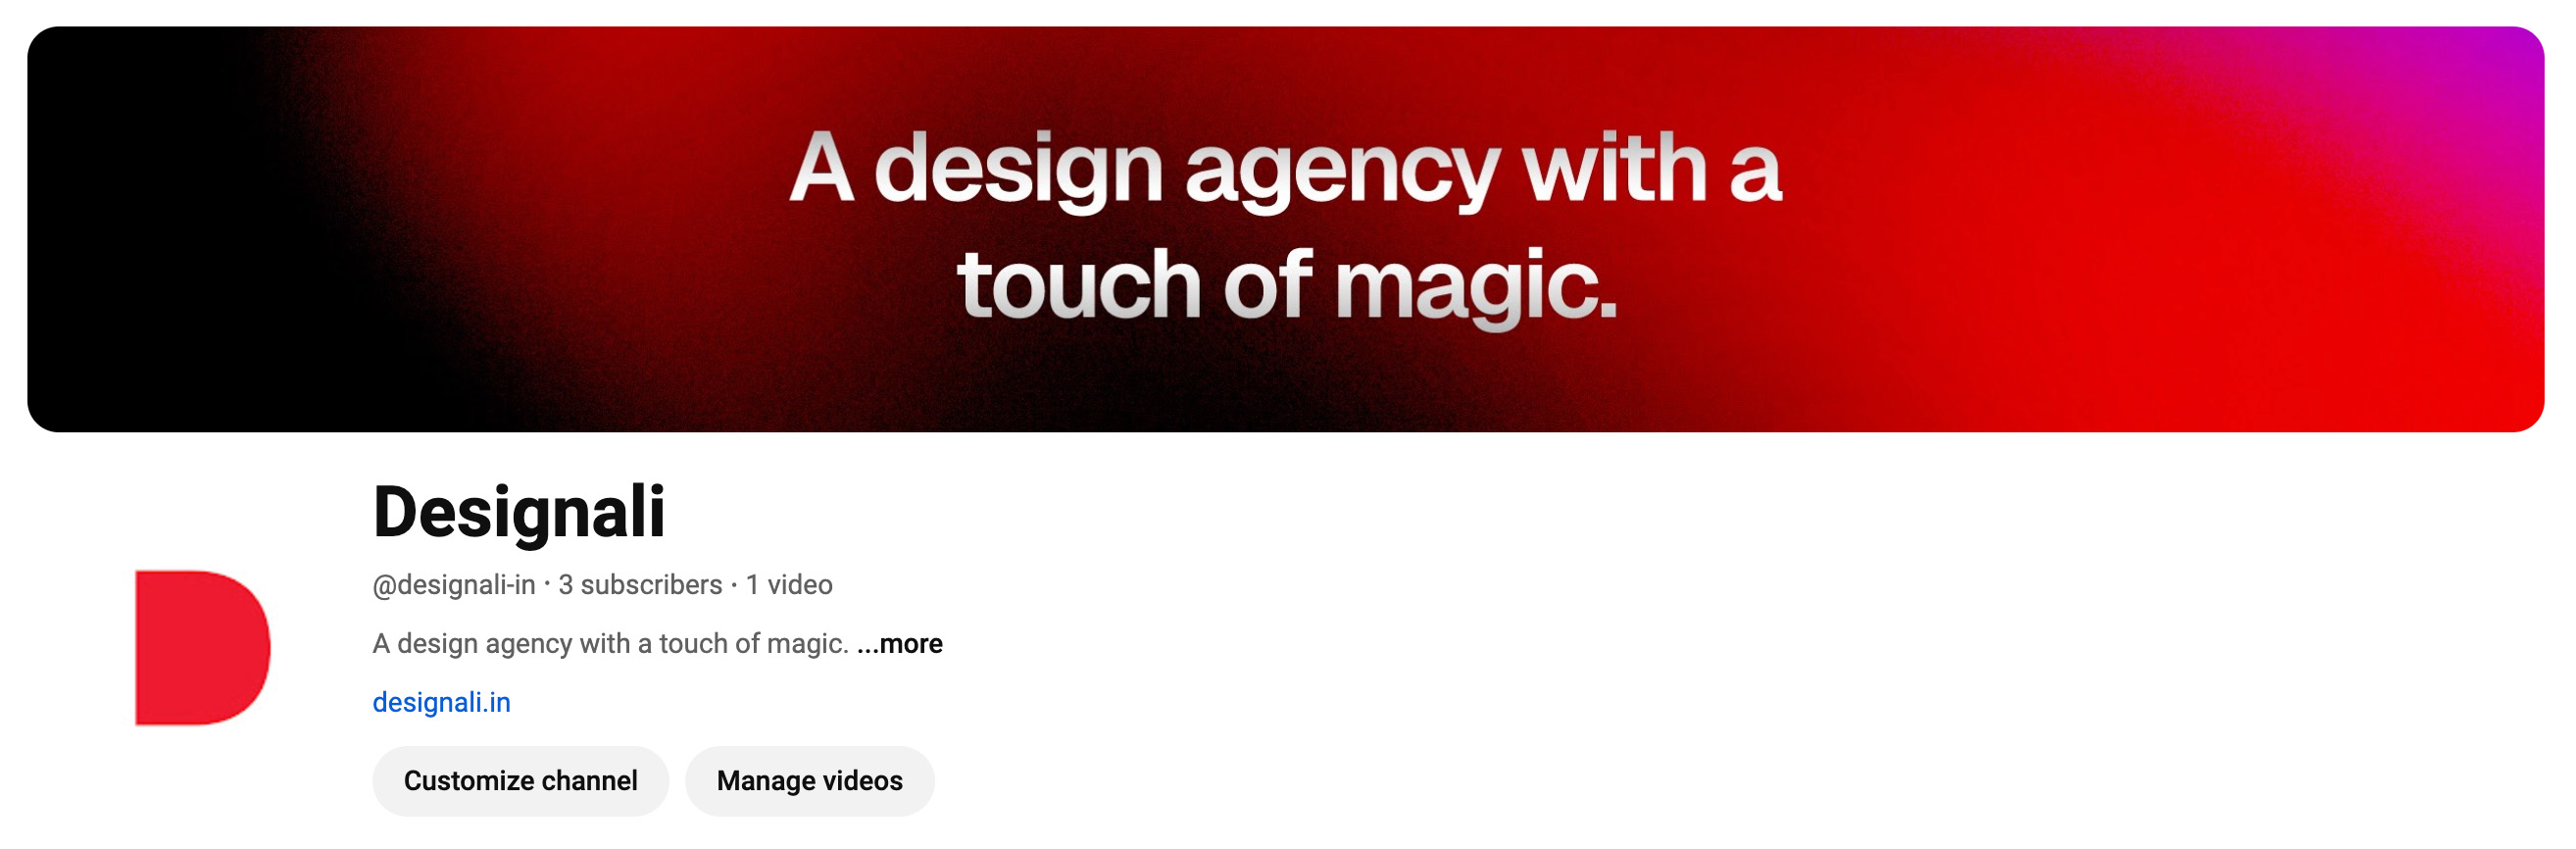 A design agency with a
touch of magic.
Designali
@designali-in · 3 subscribers · 1 video
A design agency with a touch of magic. ...more
designali.in
Customize channel Manage videos